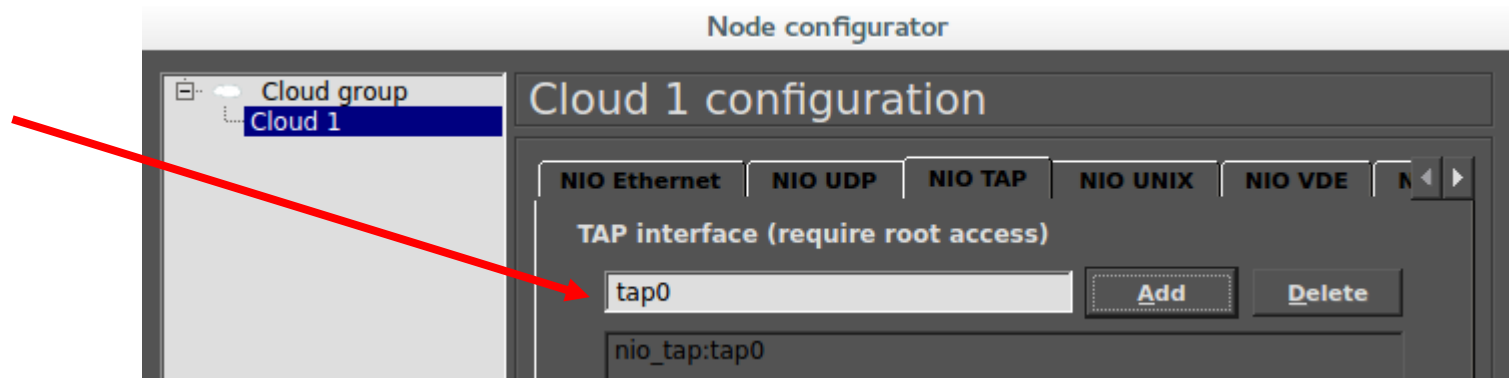 Node configurator
Cloud group
Cloud 1
Cloud 1 configuration
NIO Ethernet NIO UDP NIO TAP NIO UNIX NIO VDE N
TAP interface (require root access)
tap0 Add Delete
nio_tap:tap0